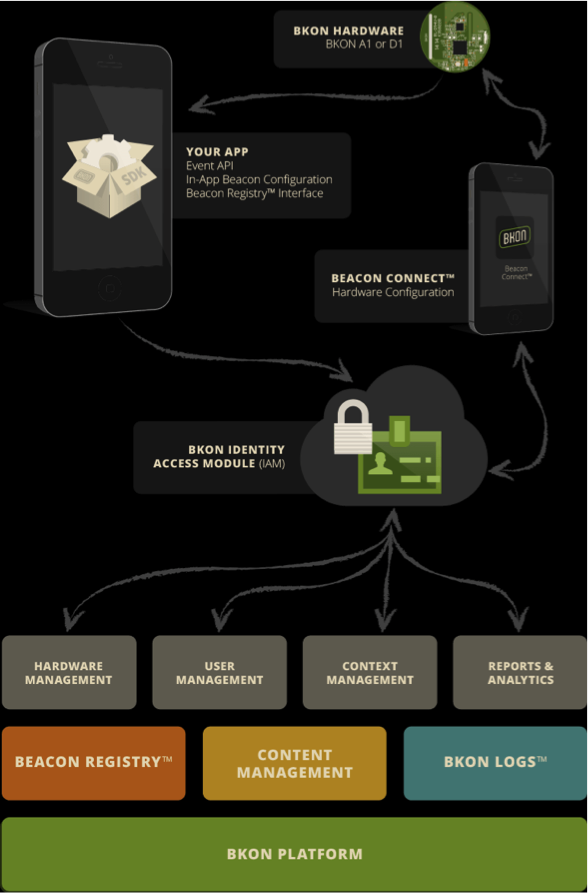 BKON HARDWARE
BKON A1 or D1
YOUR APP
Event API
In-App Beacon Configuration
Beacon Registry™ Interface
SDK
BKON
Beacon
Connect™
BEACON CONNECT™
Hardware Configuration
BKON IDENTITY
ACCESS MODULE (IAM)
HARDWARE
MANAGEMENT
USER
MANAGEMENT
CONTEXT
MANAGEMENT
REPORTS &
ANALYTICS
BEACON REGISTRY™
CONTENT
MANAGEMENT
BKON LOGS™
BKON PLATFORM